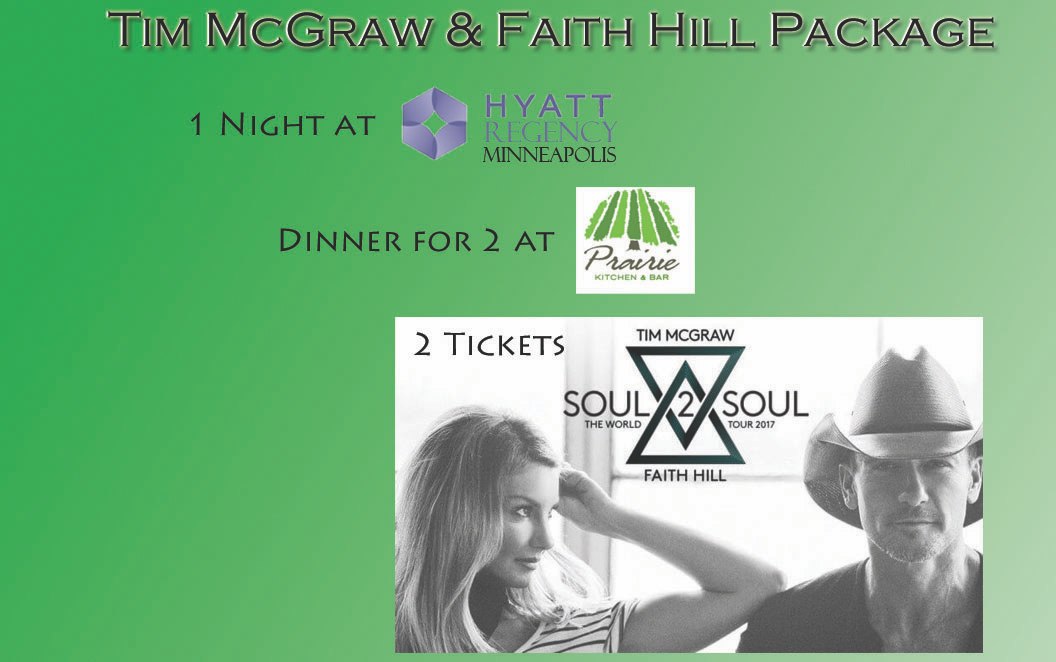 TIM MCGRAW & FAITH HILL PACKAGE
1 NIGHT AT
HYATT
REGENCY
MINNEAPOLIS
DINNER FOR 2 AT
Prairie
KITCHEN & BAR
2 TICKETS
TIM MCGRAW
SOUL 2 SOUL
THE WORLD TOUR 2017
FAITH HILL